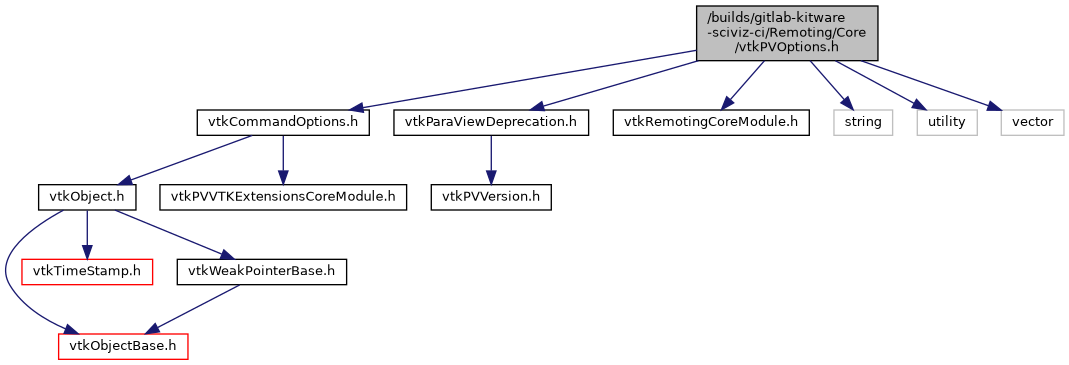 /builds/gitlab-kitware
-sciviz-ci/Remoting/Core
/vtkPVOptions.h
vtkCommandOptions.h
vtkParaViewDeprecation.h
vtkRemotingCoreModule.h
string
utility
vector
vtkObject.h
vtkPVVTKExtensionsCoreModule.h
vtkPVVersion.h
vtkTimeStamp.h
vtkWeakPointerBase.h
vtkObjectBase.h